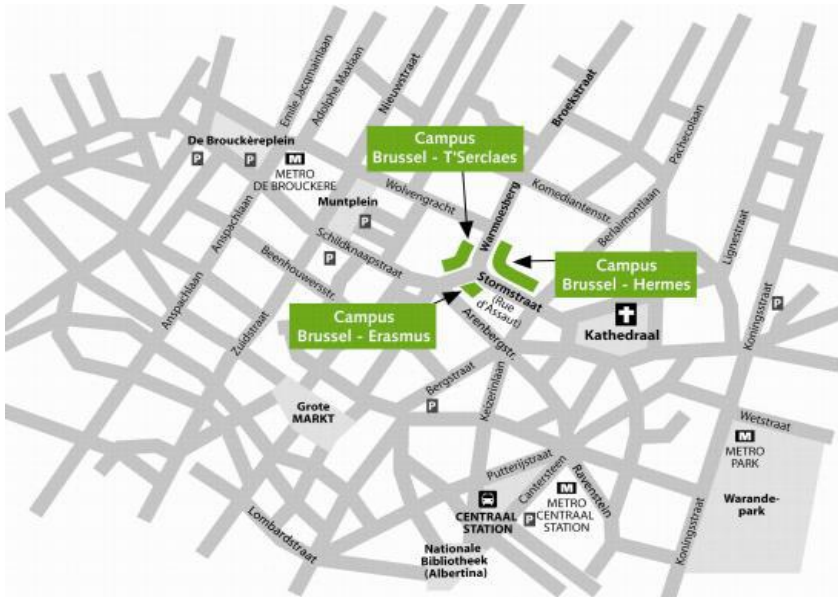 Emile Jacqmainlaan
Adolphe Maxlaan
Nieuwstraat
Broekstraat
Pachecolaan
De Brouckèreplein
P
P
M
METRO
DE BROUCKERE
Campus
Brussel - T'Serclaes
Wolvengracht
Komediantenstr.
Muntplein
P
Warmoesberg
Berlaimontlaan
Lignestraat
Anspachlaan
Schildknaapstraat
P
Beenhouwersstr.
Campus
Brussel - Hermes
Stormstraat
(Rue
d'Assaut)
Campus
Brussel - Erasmus
Arenbergstr.
Kathedraal
Koningsstraat
P
Anspachlaan
Zuidstraat
Bergstraat
P
Keizerinlaan
Grote
MARKT
Wetstraat
M
METRO
PARK
Warande-
park
Putterijstraat
Cantersteen
Ravenstein
CENTRAAL
STATION
P
M
METRO
CENTRAAL
STATION
Koningsstraat
Lombardstraat
Nationale
Bibliotheek
(Albertina)